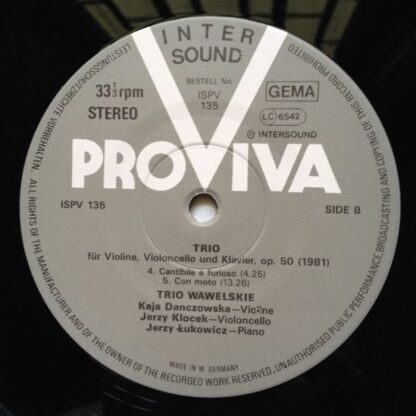 INTER
SOUND
33 1/3 rpm
STEREO
BESTELL No.
ISPV
135
GEMA
LC 6542
℗ INTERSOUND
PROVIVA
ISPV 135
SIDE B
TRIO
für Violine, Violoncello und Klavier, op. 50 (1981)
4. Cantibile a furioso (4.25)
5. Con moto (13.26)
TRIO WAWELSKIE
Kaja Danczowska—Violine
Jerzy Klocek—Violoncello
Jerzy Łukowicz—Piano
MADE IN W. GERMANY
LEISTUNGSSCHUTZRECHTE VORBEHALTEN. ALL RIGHTS OF THE MANUFACTURER AND OF THE OWNER OF THE RECORDED WORK RESERVED. UNAUTHORISED PUBLIC PERFORMANCE BROADCASTING AND COPYING OF THIS RECORD PROHIBITED